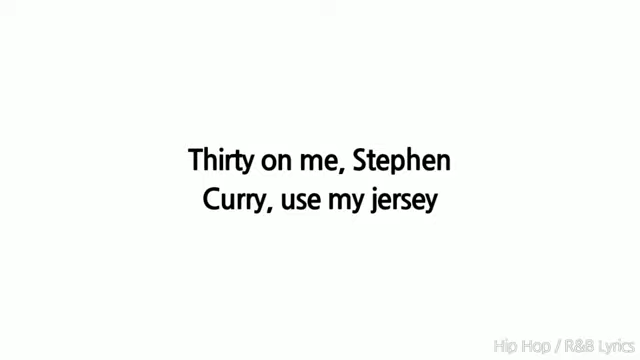 Thirty on me, Stephen
Curry, use my jersey
Hip Hop / R&B Lyrics